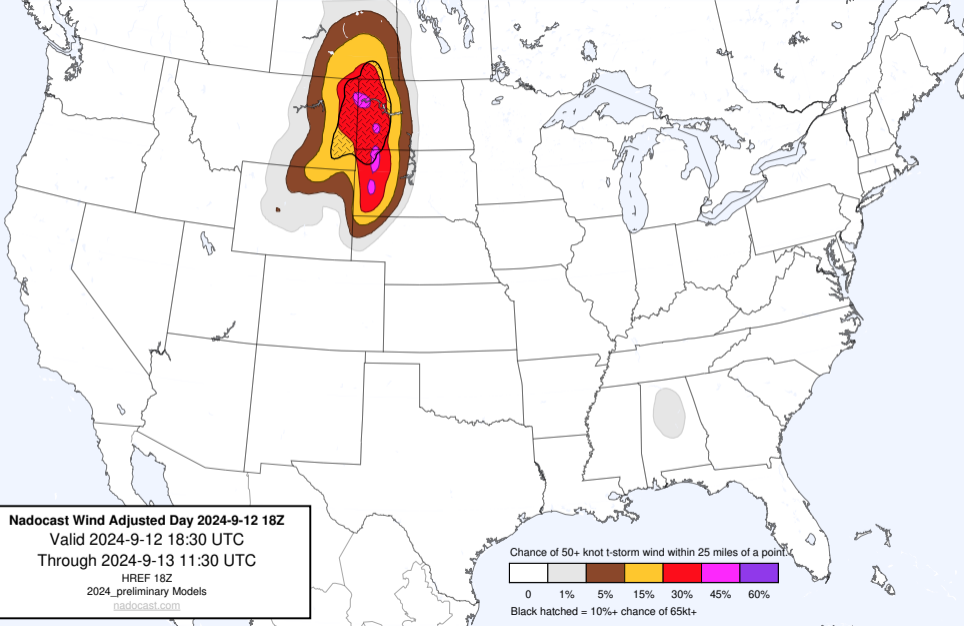 Nadocast Wind Adjusted Day 2024-9-12 18Z
Valid 2024-9-12 18:30 UTC
Through 2024-9-13 11:30 UTC
HREF 18Z
2024_preliminary Models
nadocast.com
Chance of 50+ knot t-storm wind within 25 miles of a point.
0 1% 5% 15% 30% 45% 60%
Black hatched = 10%+ chance of 65kt+